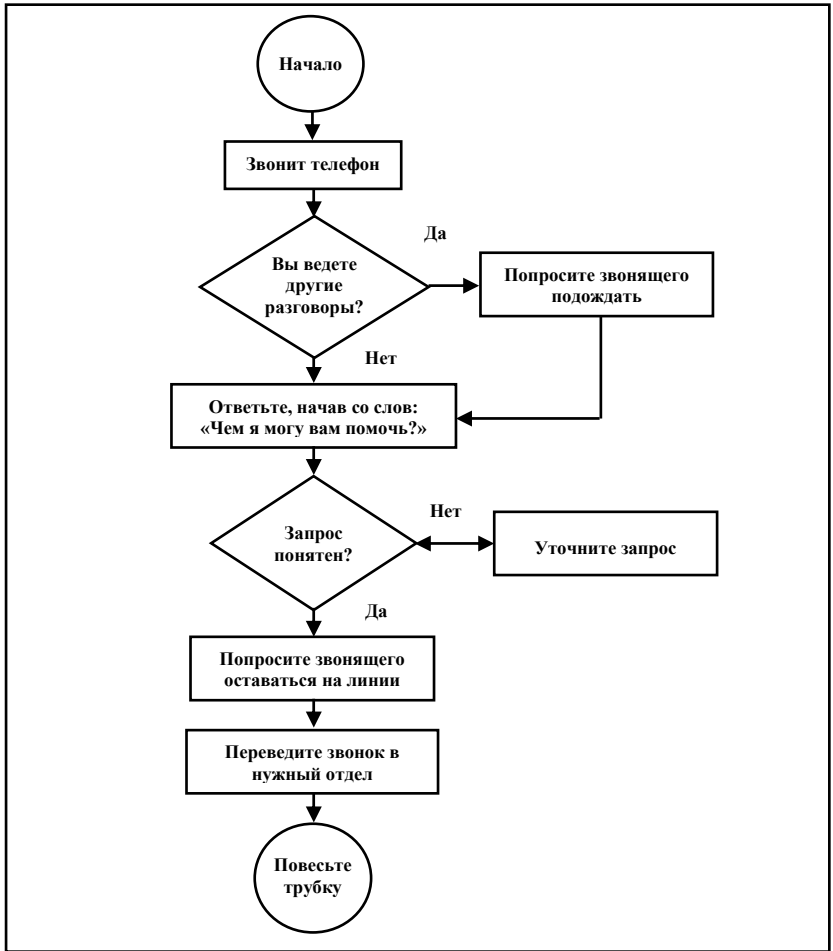 Начало
Звонит телефон
Да
Вы ведете
другие
разговоры?
Попросите звонящего
подождать
Нет
Ответьте, начав со слов:
«Чем я могу вам помочь?»
Нет
Запрос
понятен?
Уточните запрос
Да
Попросите звонящего
оставаться на линии
Переведите звонок в
нужный отдел
Повесьте
трубку